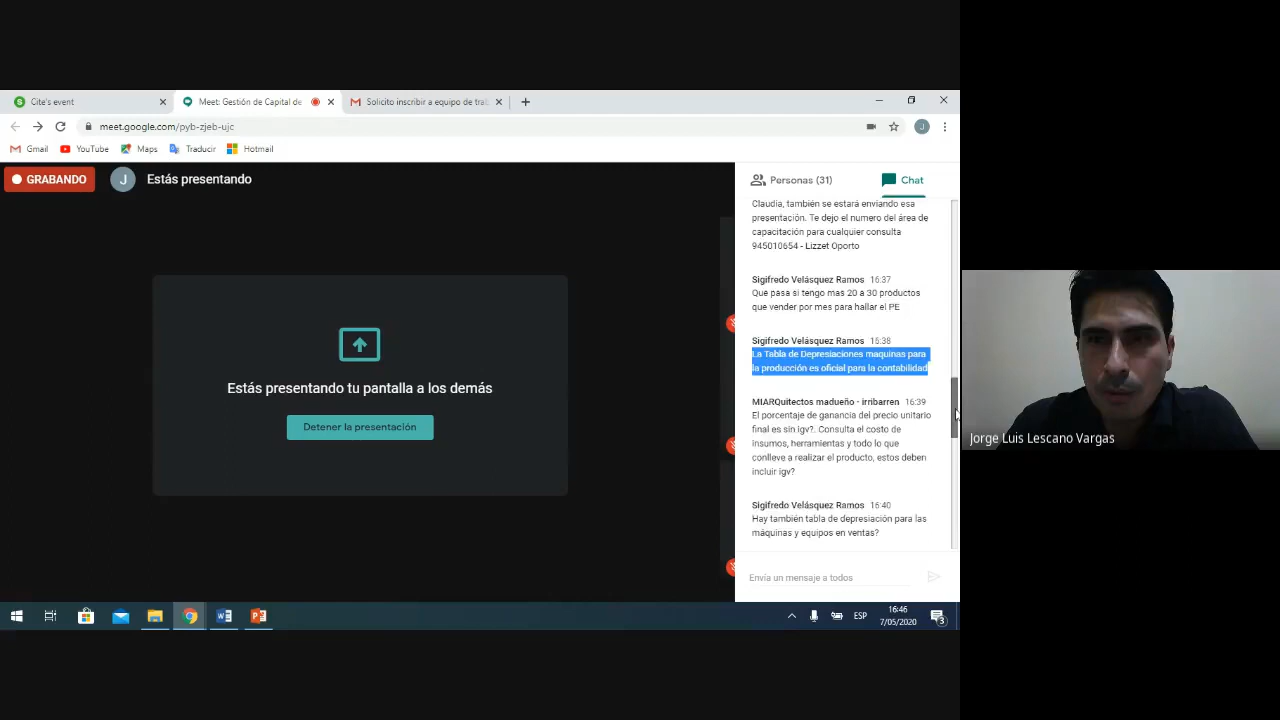 Cite's event
Meet: Gestión de Capital de
Solicito inscribir a equipo de tra
meet.google.com/pyb-zjeb-ujc
J
Gmail
YouTube
Maps
Traducir
Hotmail
GRABANDO
J
Estás presentando
Personas (31)
Chat
Claudia, también se estará enviando esa
presentación. Te dejo el numero del área de
capacitación para cualquier consulta
945010654 - Lizzet Oporto
Sigifredo Velásquez Ramos 16:37
Qué pasa si tengo mas 20 a 30 productos
que vender por mes para hallar el PE
Sigifredo Velásquez Ramos 16:38
La Tabla de Depresiaciones maquinas para
la producción es oficial para la contabilidad
MIARQuitectos madueño - irribarren 16:39
El porcentaje de ganancia del precio unitario
final es sin igv?. Consulta el costo de
insumos, herramientas y todo lo que
conlleve a realizar el producto, estos deben
incluir igv?
Sigifredo Velásquez Ramos 16:40
Hay también tabla de depresiación para las
máquinas y equipos en ventas?
Envía un mensaje a todos
Estás presentando tu pantalla a los demás
Detener la presentación
Jorge Luis Lescano Vargas
ESP
16:46
7/05/2020
3